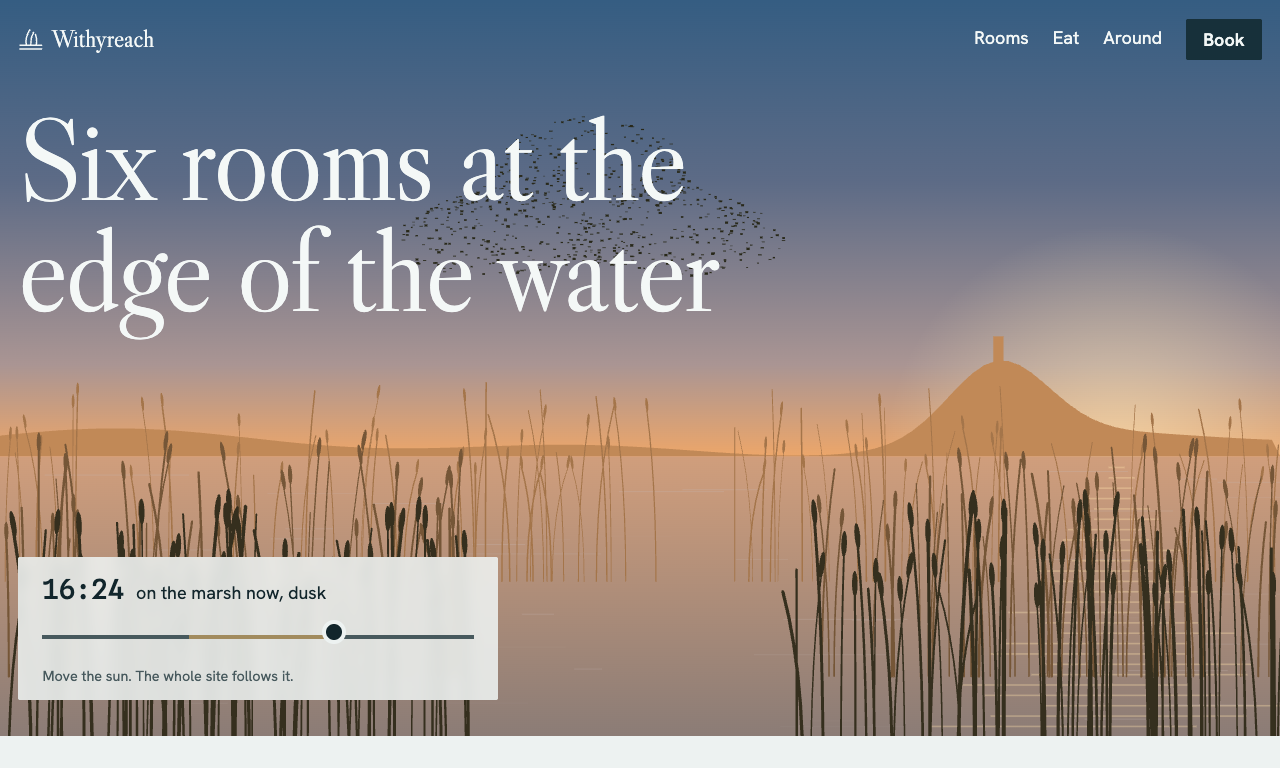 Withyreach
Rooms Eat Around Book
Six rooms at the
edge of the water
16:24 on the marsh now, dusk
Move the sun. The whole site follows it.